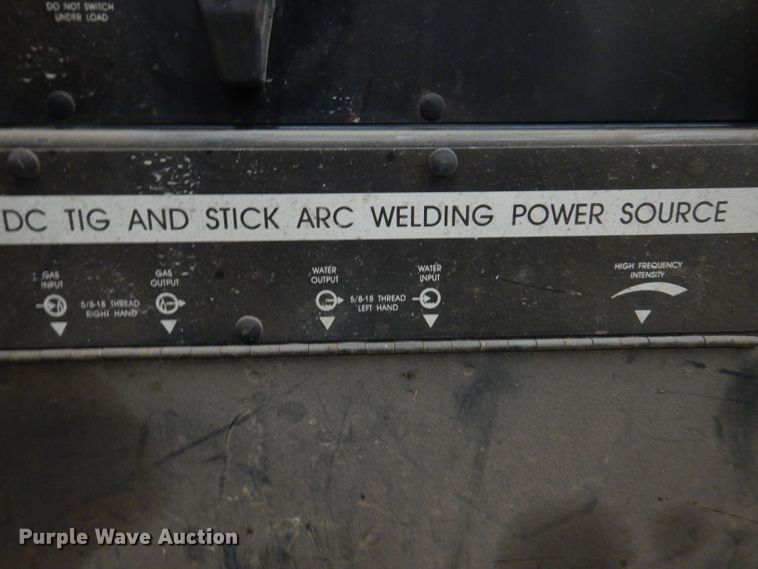 DO NOT SWITCH
UNDER LOAD
DC TIG AND STICK ARC WELDING POWER SOURCE
GAS
INPUT
5/8-18 THREAD
RIGHT HAND
GAS
OUTPUT
WATER
OUTPUT
5/8-18 THREAD
LEFT HAND
WATER
INPUT
HIGH FREQUENCY
INTENSITY
Purple Wave Auction